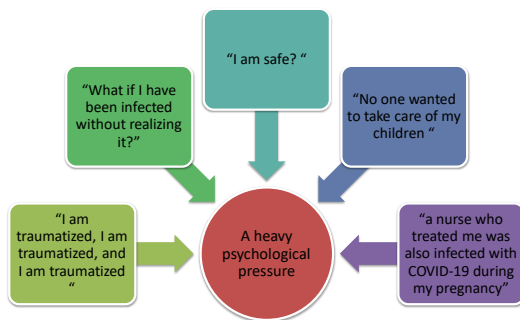 “I am safe? “
“What if I have
been infected
without realizing
it?”
“No one wanted
to take care of my
children “
“I am
traumatized, I am
traumatized, and
I am traumatized
“
A heavy
psychological
pressure
“a nurse who
treated me was
also infected with
COVID-19 during
my pregnancy”